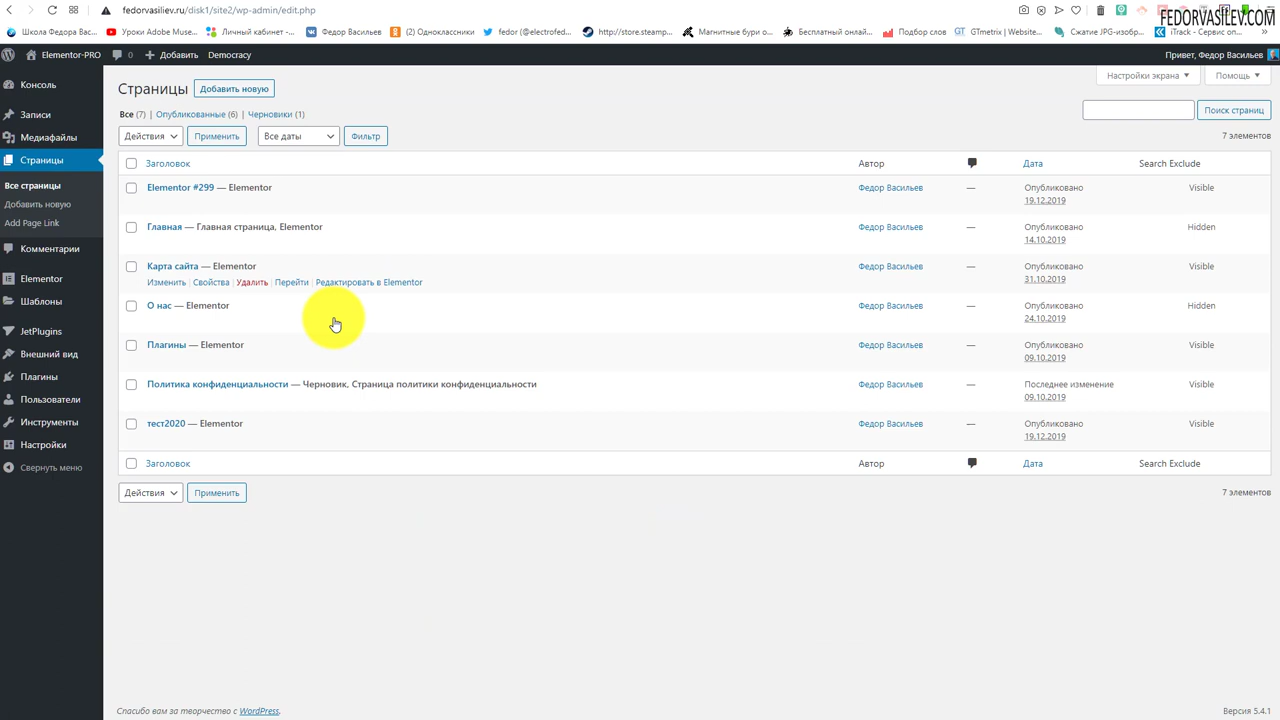 fedorvasiliev.ru/disk1/site2/wp-admin/edit.php
FEDORVASILEV.COM
Школа Федора Вас...
Уроки Adobe Muse...
Личный кабинет -...
Федор Васильев
(2) Одноклассники
fedor (@electrofed...
http://store.steamp...
Магнитные бури о...
Бесплатный онлай...
Подбор слов
GTmetrix | Website...
Сжатие JPG-изобр...
iTrack - Сервис оп...
Elementor-PRO
0
Добавить
Democracy
Привет, Федор Васильев
Консоль
Записи
Медиафайлы
Страницы
Все страницы
Добавить новую
Add Page Link
Комментарии
Elementor
Шаблоны
JetPlugins
Внешний вид
Плагины
Пользователи
Инструменты
Настройки
Свернуть меню
Настройки экрана
Помощь
Страницы
Добавить новую
Все (7) | Опубликованные (6) | Черновики (1)
Поиск страниц
Действия
Применить
Все даты
Фильтр
7 элементов
Заголовок Автор Дата Search Exclude
Elementor #299 — Elementor Федор Васильев — Опубликовано Visible
19.12.2019
Главная — Главная страница, Elementor Федор Васильев — Опубликовано Hidden
14.10.2019
Карта сайта — Elementor Федор Васильев — Опубликовано Visible
Изменить | Свойства | Удалить | Перейти | Редактировать в Elementor 31.10.2019
О нас — Elementor Федор Васильев — Опубликовано Hidden
24.10.2019
Плагины — Elementor Федор Васильев — Опубликовано Visible
09.10.2019
Политика конфиденциальности — Черновик, Страница политики конфиденциальности Федор Васильев — Последнее изменение Visible
09.10.2019
тест2020 — Elementor Федор Васильев — Опубликовано Visible
19.12.2019
Заголовок Автор Дата Search Exclude
Действия
Применить
7 элементов
Спасибо вам за творчество с WordPress.
Версия 5.4.1